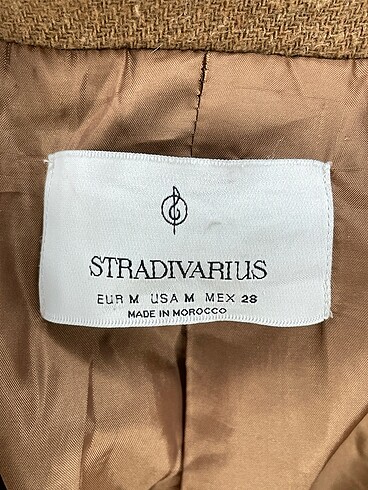 STRADIVARIUS
EUR M USA M MEX 28
MADE IN MOROCCO